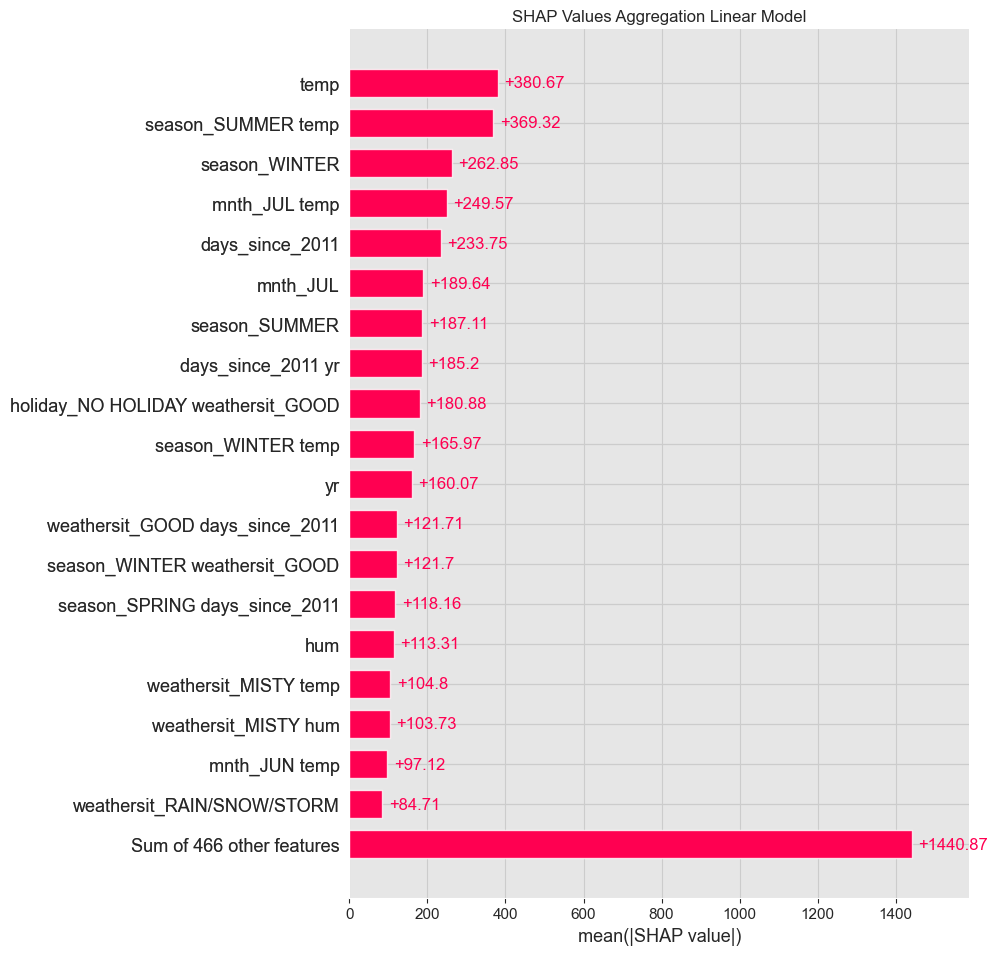 SHAP Values Aggregation Linear Model
temp +380.67
season_SUMMER temp +369.32
season_WINTER +262.85
mnth_JUL temp +249.57
days_since_2011 +233.75
mnth_JUL +189.64
season_SUMMER +187.11
days_since_2011 yr +185.2
holiday_NO HOLIDAY weathersit_GOOD +180.88
season_WINTER temp +165.97
yr +160.07
weathersit_GOOD days_since_2011 +121.71
season_WINTER weathersit_GOOD +121.7
season_SPRING days_since_2011 +118.16
hum +113.31
weathersit_MISTY temp +104.8
weathersit_MISTY hum +103.73
mnth_JUN temp +97.12
weathersit_RAIN/SNOW/STORM +84.71
Sum of 466 other features +1440.87
0 200 400 600 800 1000 1200 1400
mean(|SHAP value|)